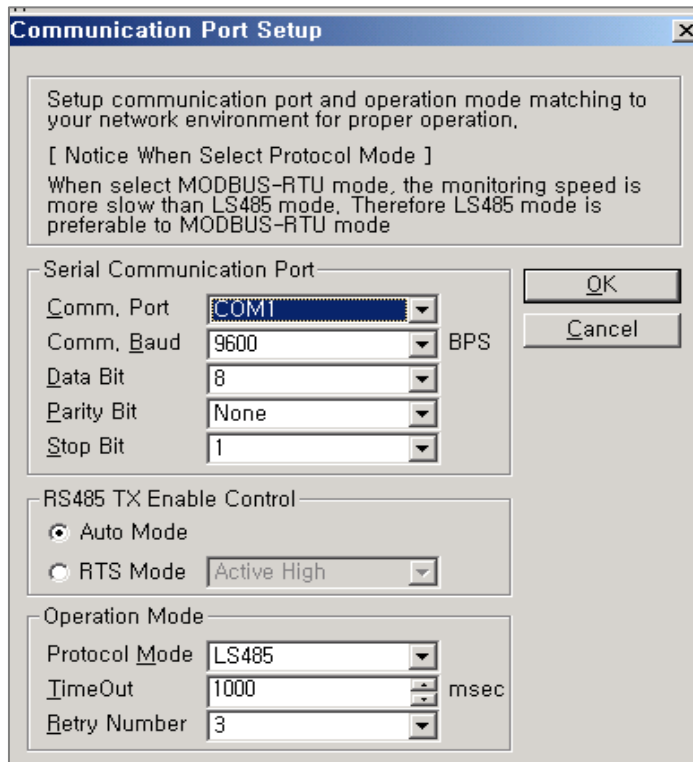 Communication Port Setup
Setup communication port and operation mode matching to
your network environment for proper operation,
[ Notice When Select Protocol Mode ]
When select MODBUS-RTU mode, the monitoring speed is
more slow than LS485 mode, Therefore LS485 mode is
preferable to MODBUS-RTU mode
Serial Communication Port
Comm, Port COM1
Comm, Baud 9600 BPS
Data Bit 8
Parity Bit None
Stop Bit 1
OK
Cancel
RS485 TX Enable Control
Auto Mode
RTS Mode Active High
Operation Mode
Protocol Mode LS485
TimeOut 1000 msec
Retry Number 3